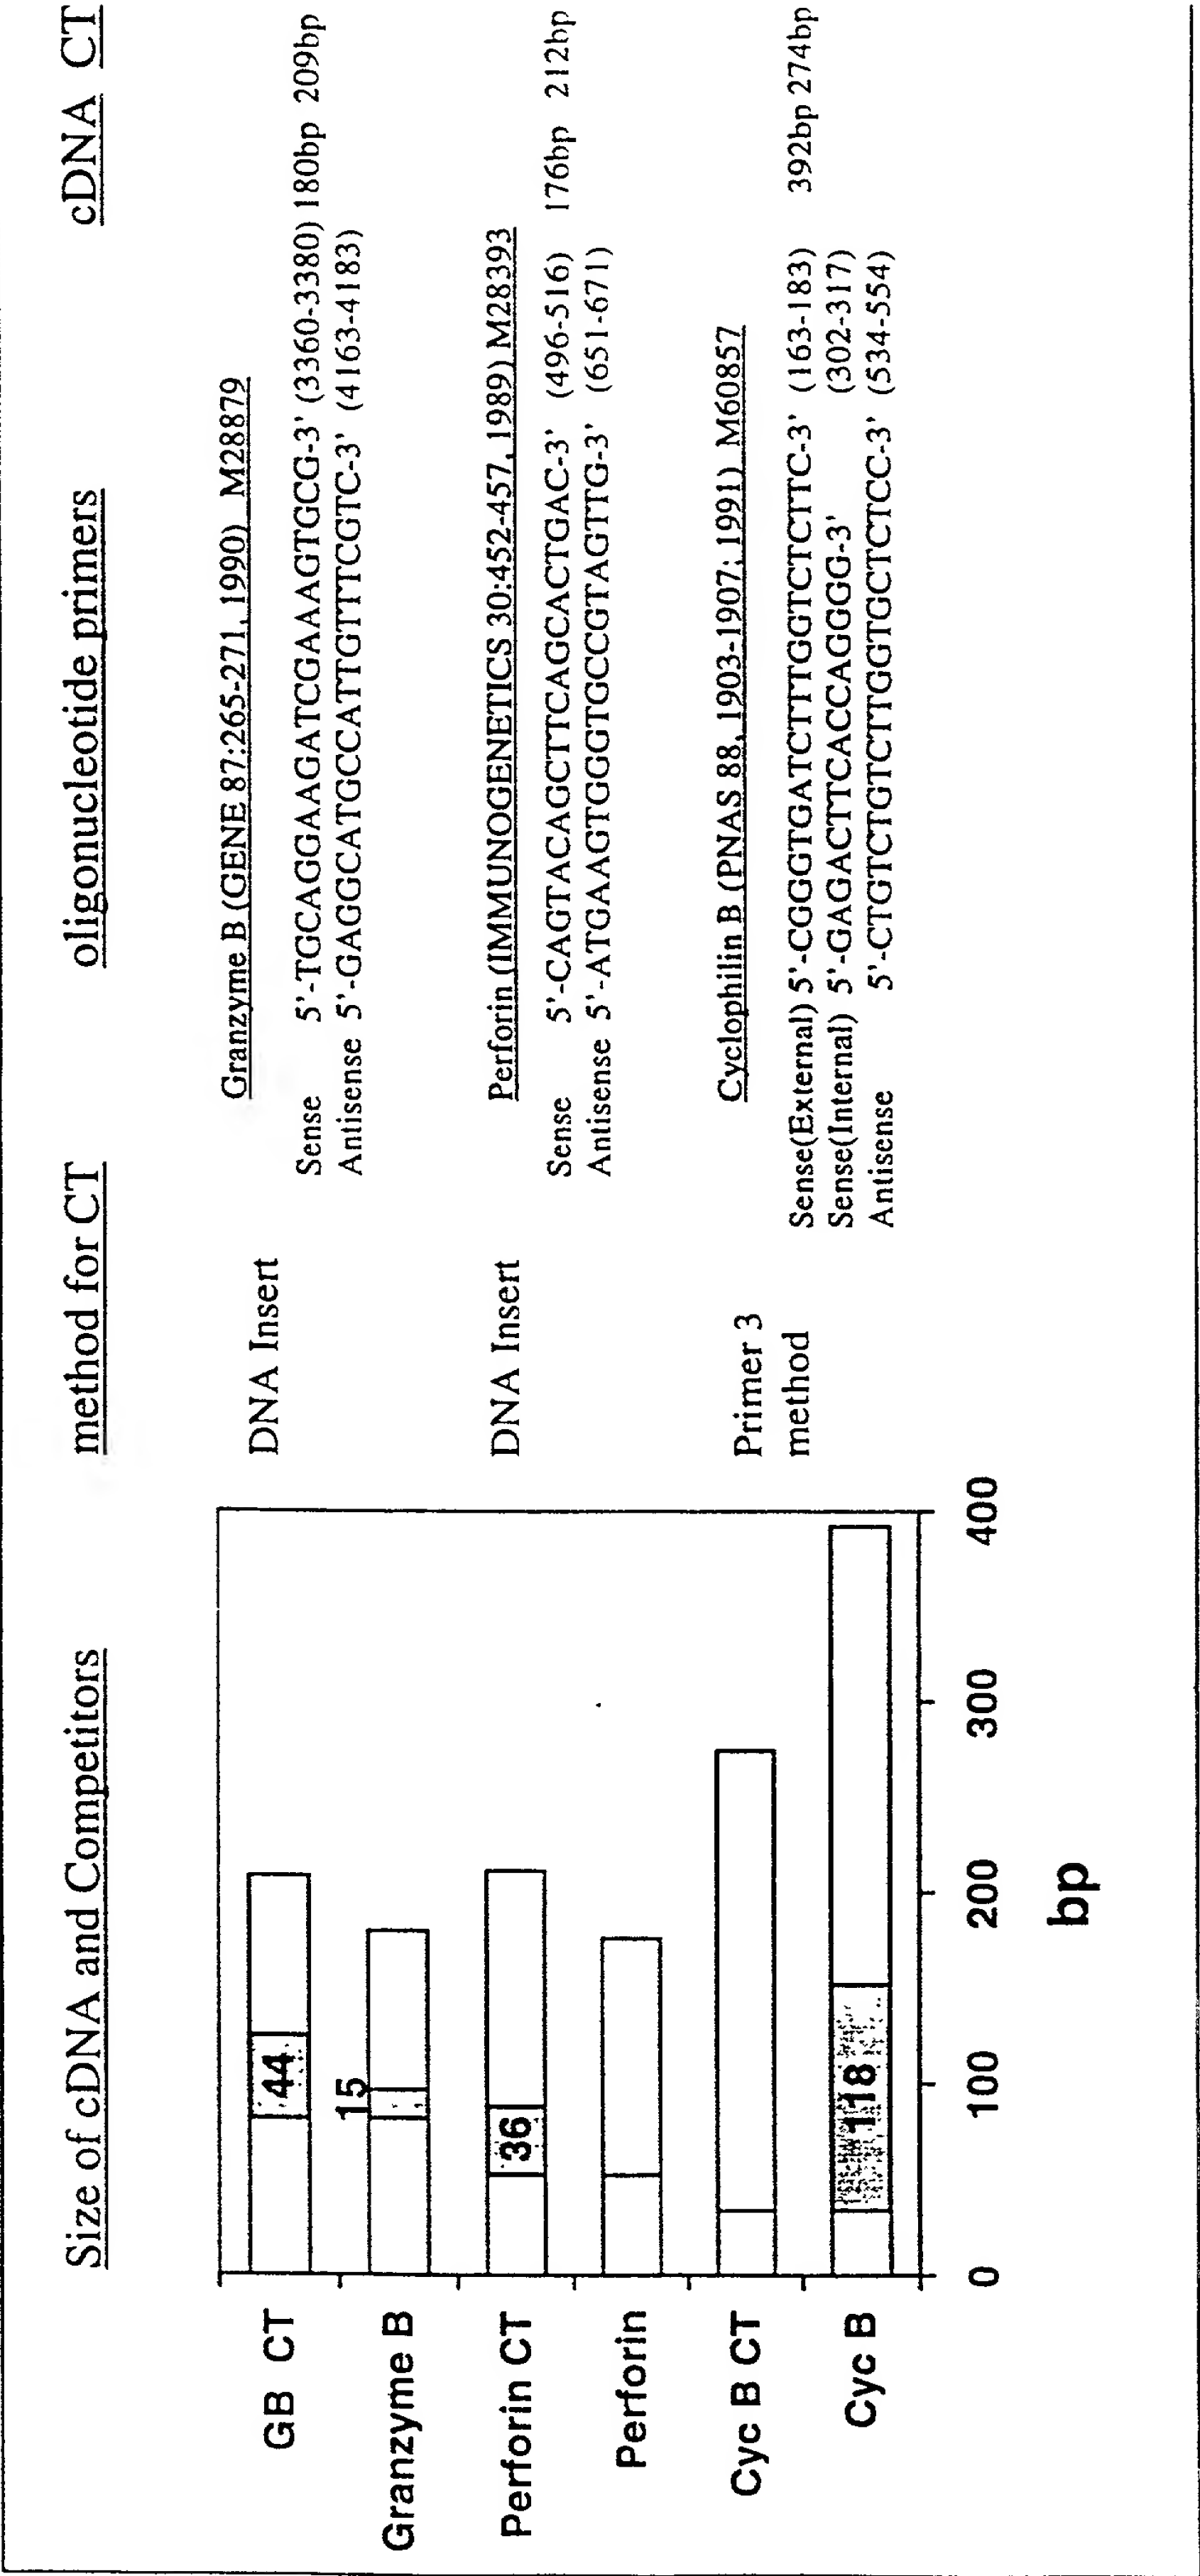 Size of cDNA and Competitors
method for CT
oligonucleotide primers
cDNA CT
GB CT
Granzyme B
Perforin CT
Perforin
Cyc B CT
Cyc B
44
15
36
118
0
100
200
300
400
bp
DNA Insert
Granzyme B (GENE 87:265-271, 1990) M28879
Sense 5'-TGCAGGAAGATCGAAAGTGCG-3' (3360-3380) 180bp 209bp
Antisense 5'-GAGGCATGCCATTGTTTCGTC-3' (4163-4183)
DNA Insert
Perforin (IMMUNOGENETICS 30:452-457, 1989) M28393
Sense 5'-CAGTACAGCTTCAGCACTGAC-3' (496-516) 176bp 212bp
Antisense 5'-ATGAAGTGGGTGCCGTAGTTG-3' (651-671)
Primer 3
method
Cyclophilin B (PNAS 88, 1903-1907; 1991) M60857
Sense(External) 5'-CGGGTGATCTTTGGTCTCTTC-3' (163-183) 392bp 274bp
Sense(Internal) 5'-GAGACTTCACCAGGGG-3' (302-317)
Antisense 5'-CTGTCTGTCTTGGTGCTCTCC-3' (534-554)